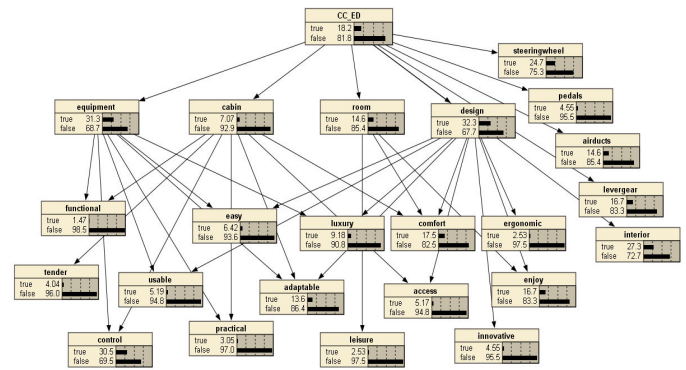 CC_ED
true 18.2
false 81.8
steeringwheel
true 24.7
false 75.3
equipment
true 31.3
false 68.7
cabin
true 7.07
false 92.9
room
true 14.6
false 85.4
design
true 32.3
false 67.7
pedals
true 4.55
false 95.5
airducts
true 14.6
false 85.4
levergear
true 16.7
false 83.3
interior
true 27.3
false 72.7
functional
true 1.47
false 98.5
easy
true 6.42
false 93.6
luxury
true 9.18
false 90.8
comfort
true 17.5
false 82.5
ergonomic
true 2.53
false 97.5
tender
true 4.04
false 96.0
usable
true 5.19
false 94.8
adaptable
true 13.6
false 86.4
access
true 5.17
false 94.8
enjoy
true 16.7
false 83.3
control
true 30.5
false 69.5
practical
true 3.05
false 97.0
leisure
true 2.53
false 97.5
innovative
true 4.55
false 95.5